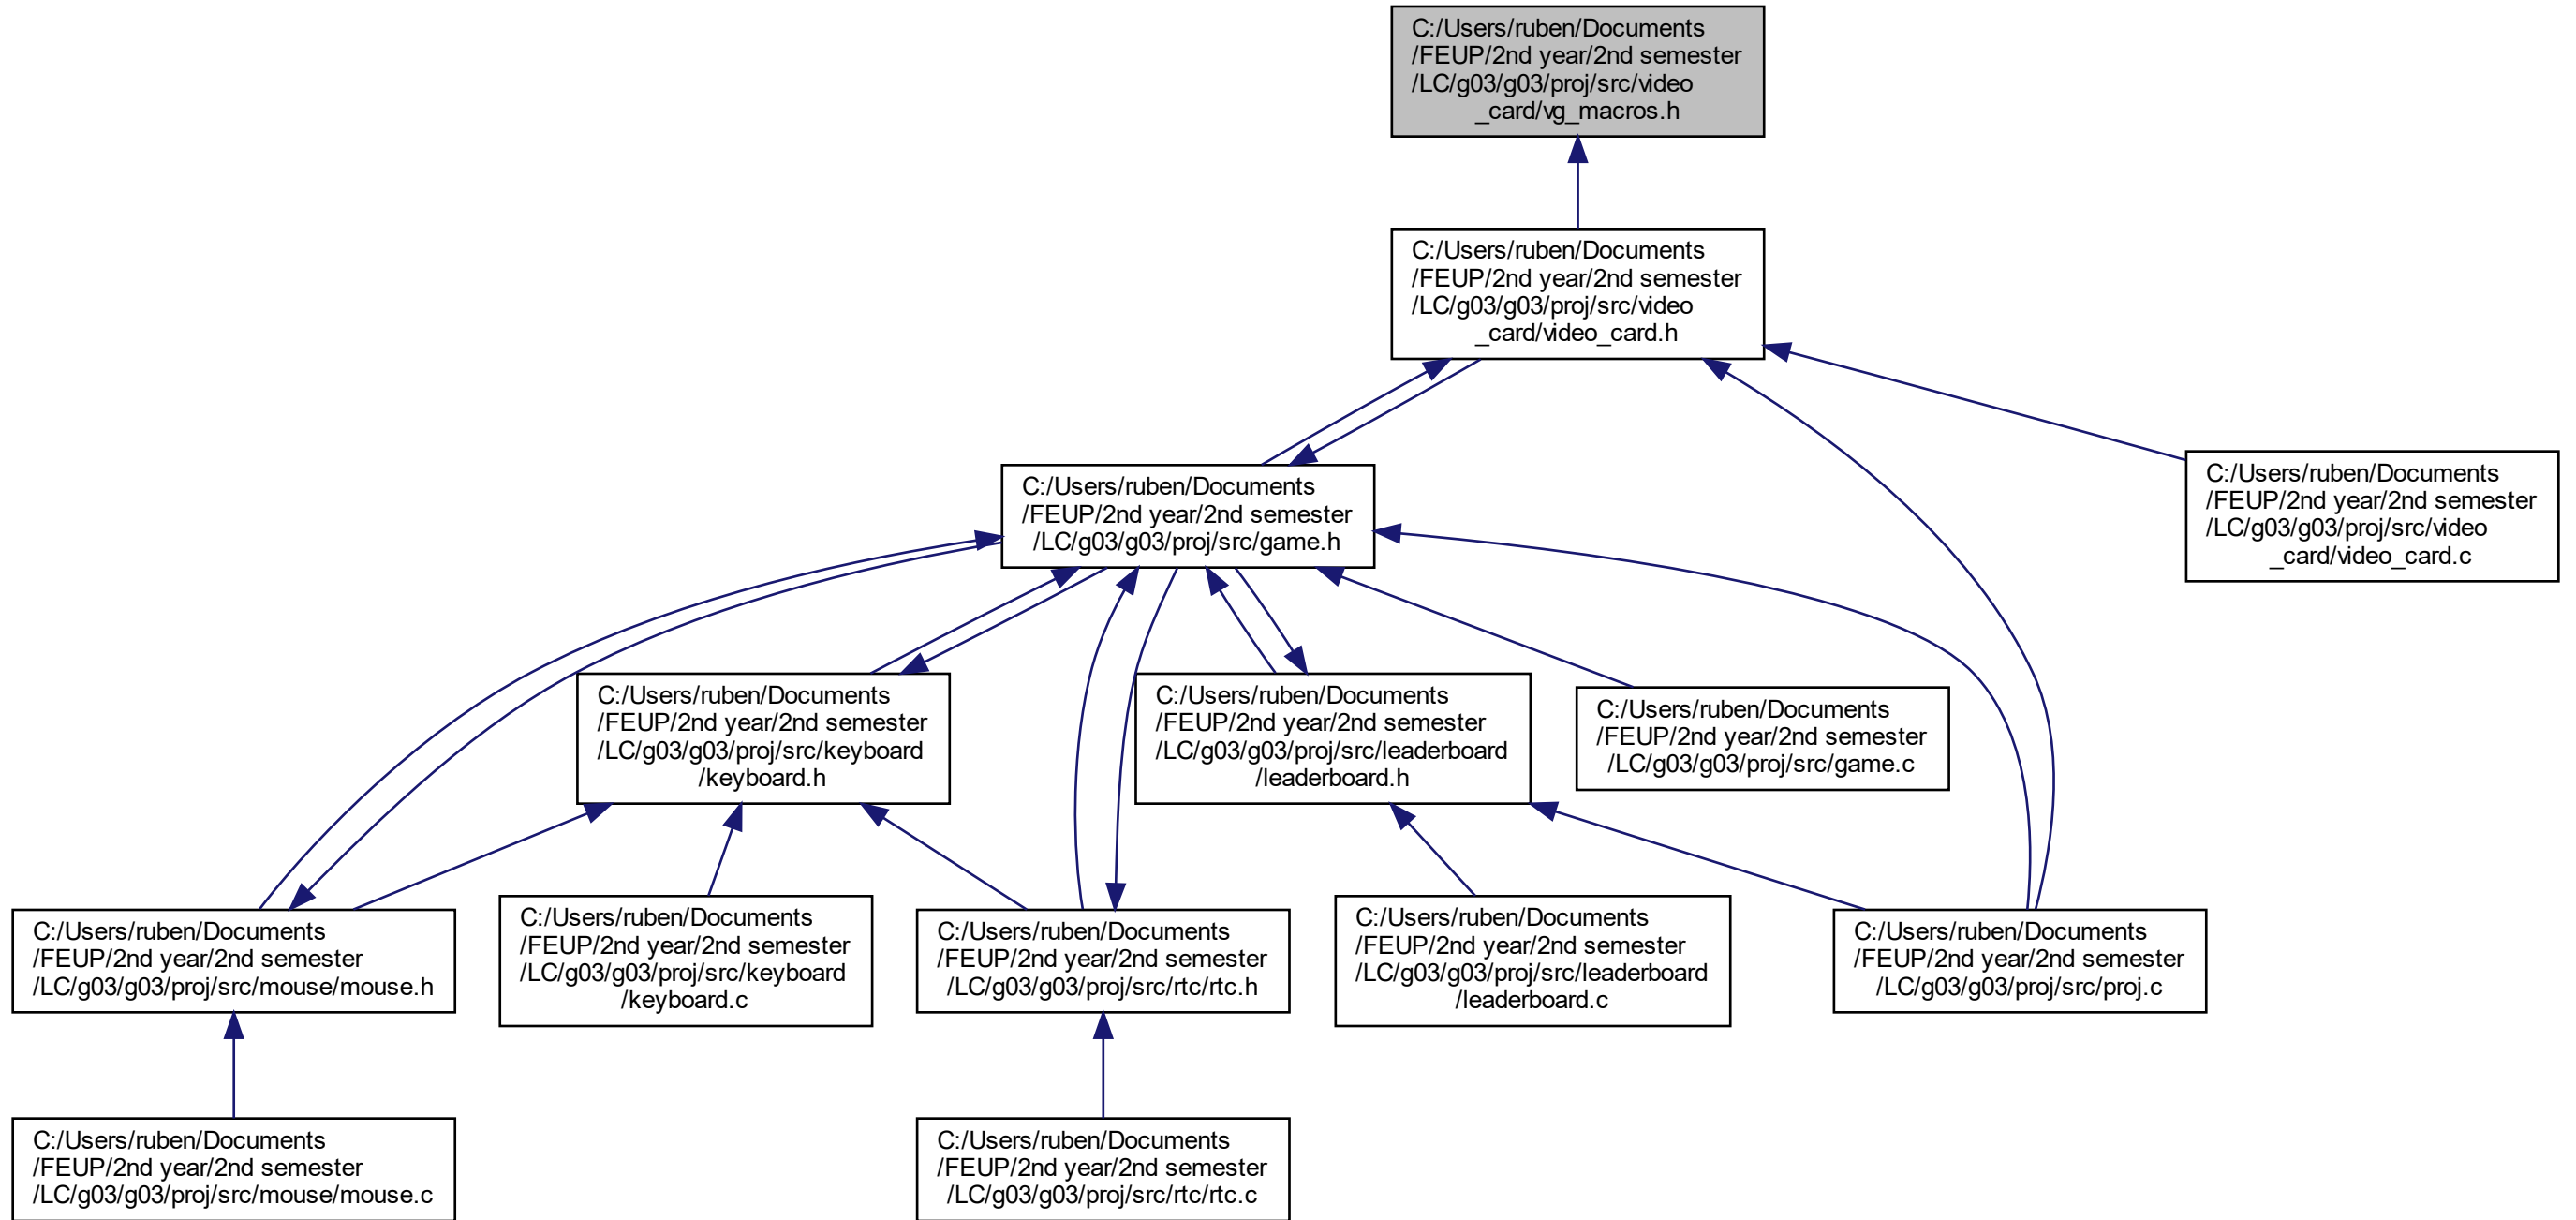 C:/Users/ruben/Documents
/FEUP/2nd year/2nd semester
/LC/g03/g03/proj/src/video
_card/vg_macros.h
C:/Users/ruben/Documents
/FEUP/2nd year/2nd semester
/LC/g03/g03/proj/src/video
_card/video_card.h
C:/Users/ruben/Documents
/FEUP/2nd year/2nd semester
/LC/g03/g03/proj/src/game.h
C:/Users/ruben/Documents
/FEUP/2nd year/2nd semester
/LC/g03/g03/proj/src/video
_card/video_card.c
C:/Users/ruben/Documents
/FEUP/2nd year/2nd semester
/LC/g03/g03/proj/src/keyboard
/keyboard.h
C:/Users/ruben/Documents
/FEUP/2nd year/2nd semester
/LC/g03/g03/proj/src/leaderboard
/leaderboard.h
C:/Users/ruben/Documents
/FEUP/2nd year/2nd semester
/LC/g03/g03/proj/src/game.c
C:/Users/ruben/Documents
/FEUP/2nd year/2nd semester
/LC/g03/g03/proj/src/mouse/mouse.h
C:/Users/ruben/Documents
/FEUP/2nd year/2nd semester
/LC/g03/g03/proj/src/keyboard
/keyboard.c
C:/Users/ruben/Documents
/FEUP/2nd year/2nd semester
/LC/g03/g03/proj/src/rtc/rtc.h
C:/Users/ruben/Documents
/FEUP/2nd year/2nd semester
/LC/g03/g03/proj/src/leaderboard
/leaderboard.c
C:/Users/ruben/Documents
/FEUP/2nd year/2nd semester
/LC/g03/g03/proj/src/proj.c
C:/Users/ruben/Documents
/FEUP/2nd year/2nd semester
/LC/g03/g03/proj/src/mouse/mouse.c
C:/Users/ruben/Documents
/FEUP/2nd year/2nd semester
/LC/g03/g03/proj/src/rtc/rtc.c